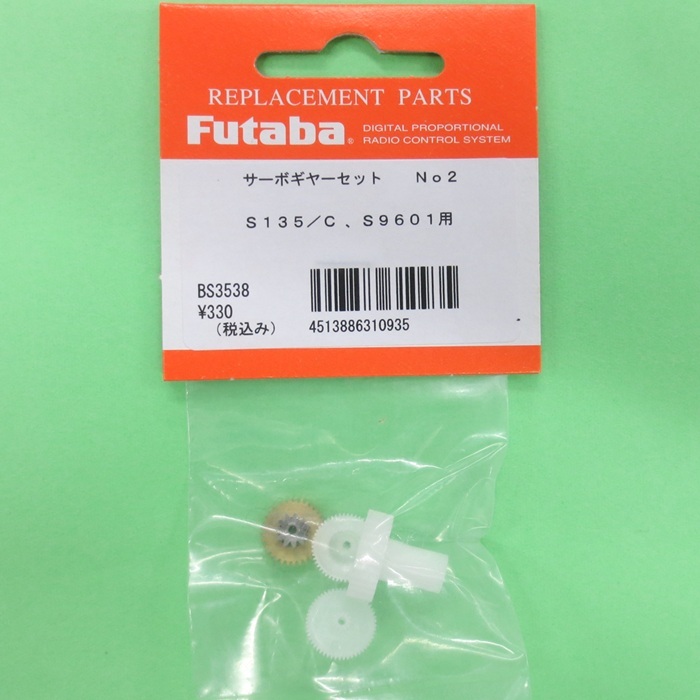 REPLACEMENT PARTS
Futaba® DIGITAL PROPORTIONAL
RADIO CONTROL SYSTEM
サーボギヤーセット　Ｎｏ２
Ｓ１３５／Ｃ、Ｓ９６０１用
BS3538
¥330
（税込み）
4513886310935